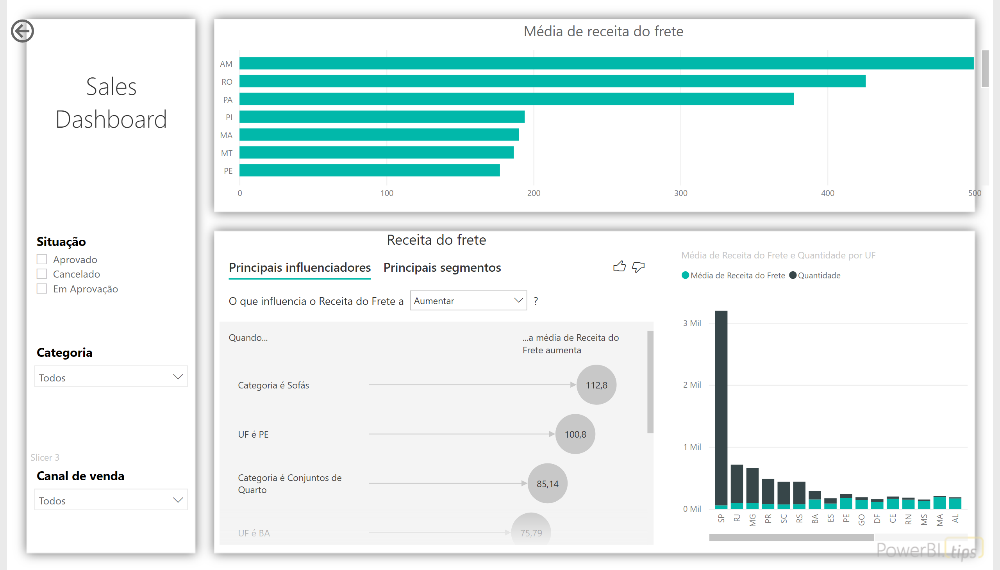 Sales
Dashboard
Situação
Aprovado
Cancelado
Em Aprovação
Categoria
Todos
Slicer 3
Canal de venda
Todos
Média de receita do frete
AM
RO
PA
PI
MA
MT
PE
0 100 200 300 400 500
Receita do frete
Principais influenciadores Principais segmentos
O que influencia o Receita do Frete a Aumentar ?
Quando...
...a média de Receita do
Frete aumenta
Categoria é Sofás 112,8
UF é PE 100,8
Categoria é Conjuntos de
Quarto
85,14
UF é BA 75,79
Média de Receita do Frete e Quantidade por UF
Média de Receita do Frete Quantidade
3 Mil
2 Mil
1 Mil
0 Mil
SP RJ MG PR SC RS BA ES PE GO DF CE RN MS MA AL
PowerBI.tips